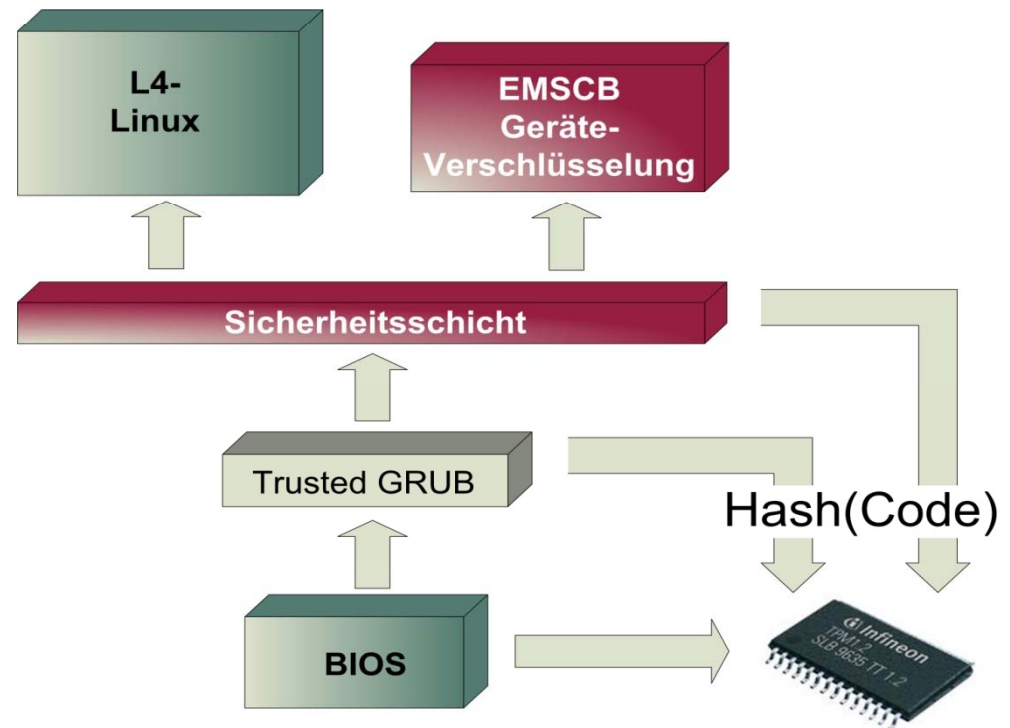 L4-
Linux
EMSCB
Geräte-
Verschlüsselung
Sicherheitsschicht
Trusted GRUB
Hash(Code)
BIOS
Infineon
TPM1.2
SLB 9635 TT 1.2